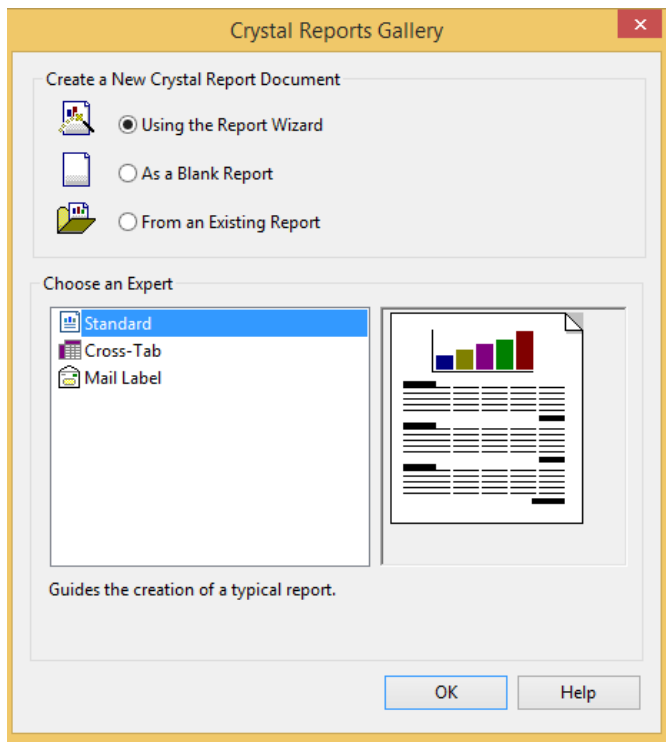 Crystal Reports Gallery
Create a New Crystal Report Document
Using the Report Wizard
As a Blank Report
From an Existing Report
Choose an Expert
Standard
Cross-Tab
Mail Label
Guides the creation of a typical report.
OK Help